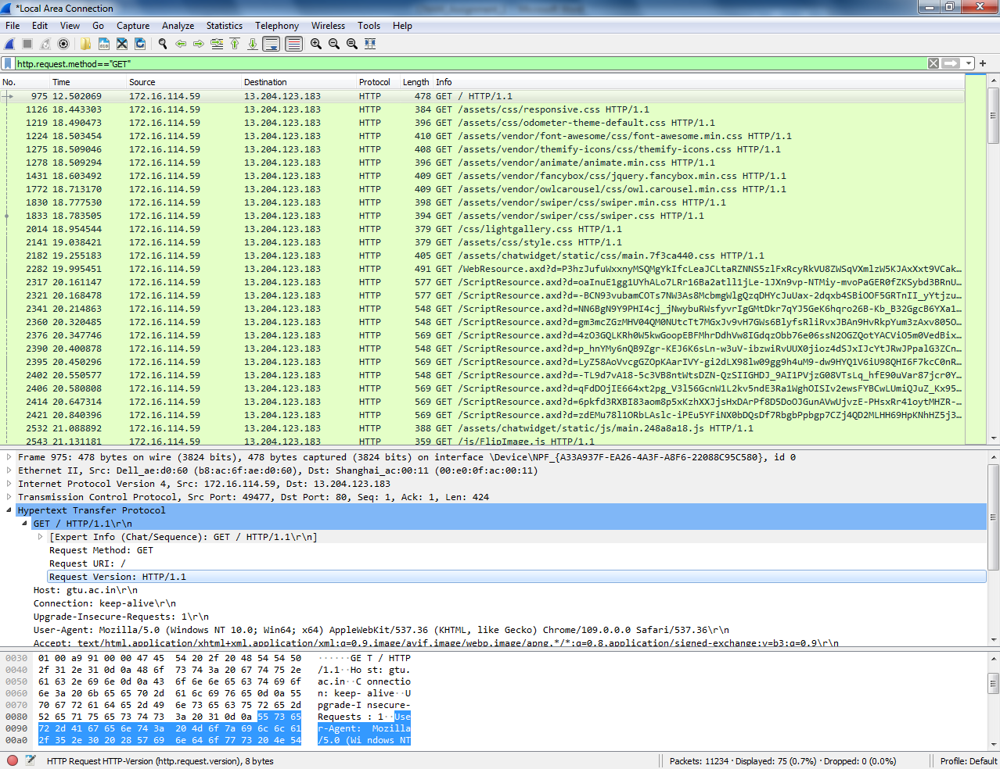 *Local Area Connection
File Edit View Go Capture Analyze Statistics Telephony Wireless Tools Help
http.request.method=="GET"
No. Time Source Destination Protocol Length Info
975 12.502069 172.16.114.59 13.204.123.183 HTTP 478 GET / HTTP/1.1
1126 18.443303 172.16.114.59 13.204.123.183 HTTP 384 GET /assets/css/responsive.css HTTP/1.1
1219 18.490473 172.16.114.59 13.204.123.183 HTTP 396 GET /assets/css/odometer-theme-default.css HTTP/1.1
1224 18.503454 172.16.114.59 13.204.123.183 HTTP 410 GET /assets/vendor/font-awesome/css/font-awesome.min.css HTTP/1.1
1275 18.509046 172.16.114.59 13.204.123.183 HTTP 408 GET /assets/vendor/themify-icons/css/themify-icons.css HTTP/1.1
1278 18.509294 172.16.114.59 13.204.123.183 HTTP 396 GET /assets/vendor/animate/animate.min.css HTTP/1.1
1431 18.603492 172.16.114.59 13.204.123.183 HTTP 409 GET /assets/vendor/fancybox/css/jquery.fancybox.min.css HTTP/1.1
1772 18.713170 172.16.114.59 13.204.123.183 HTTP 409 GET /assets/vendor/owlcarousel/css/owl.carousel.min.css HTTP/1.1
1830 18.777530 172.16.114.59 13.204.123.183 HTTP 398 GET /assets/vendor/swiper/css/swiper.min.css HTTP/1.1
1833 18.783505 172.16.114.59 13.204.123.183 HTTP 394 GET /assets/vendor/swiper/css/swiper.css HTTP/1.1
2014 18.954544 172.16.114.59 13.204.123.183 HTTP 379 GET /css/lightgallery.css HTTP/1.1
2141 19.038421 172.16.114.59 13.204.123.183 HTTP 379 GET /assets/css/style.css HTTP/1.1
2182 19.255183 172.16.114.59 13.204.123.183 HTTP 405 GET /assets/chatwidget/static/css/main.7f3ca440.css HTTP/1.1
2282 19.995451 172.16.114.59 13.204.123.183 HTTP 491 GET /WebResource.axd?d=P3hzJufuWxxnyMSQMgYkIfcLeaJCLtaRZNNS5zlFxRcyRkVU8ZWSqVXmlzW5KJAxXxt9VCak…
2317 20.161147 172.16.114.59 13.204.123.183 HTTP 577 GET /ScriptResource.axd?d=oaInuE1gg1UYhALo7LRr16Ba2atll1jLe-1JXn9vp-NTMiy-mvoPaGER0fZKSybd3BRnU…
2321 20.168478 172.16.114.59 13.204.123.183 HTTP 577 GET /ScriptResource.axd?d=-BCN93vubamCOTs7NW3As8McbmgWlgQzqDHYcJuUax-2dqxb4SBiOOF5GRTnII_yYtjzu…
2341 20.214863 172.16.114.59 13.204.123.183 HTTP 548 GET /ScriptResource.axd?d=NN6BgN9Y9PHI4cj_jNwybuRWsfyvrIgGMtDkr7qYJ5GeK6hqro26B-Kb_B32GgcB6YXa1…
2360 20.320485 172.16.114.59 13.204.123.183 HTTP 548 GET /ScriptResource.axd?d=gm3mcZGzMHV04QM0NUtcTt7MGxJv9vH7GWs6BlyfsRliRvxJBAn9HvRkpYum3zAxv805O…
2376 20.347746 172.16.114.59 13.204.123.183 HTTP 569 GET /ScriptResource.axd?d=4zO3GQLKRh0W5kwGoopEBFMhrDdhVw8IGdqzObb76e06ssN2OGZQotYACViO5m0VedBix…
2390 20.400878 172.16.114.59 13.204.123.183 HTTP 548 GET /ScriptResource.axd?d=p_hnYMy6nQB9Zgr-KEJ6K6sLn-w3uV-ibzwiRvUUX0jioz4dSJxIJcYtJRwJPpalG3ZCn…
2395 20.450296 172.16.114.59 13.204.123.183 HTTP 569 GET /ScriptResource.axd?d=LyZ58AoVvcgGZOpKAarIVY-gi2dLX98lw09gg9h4uM9-dw9HYQ1V6iU98QHI6F7kcC0nR…
2402 20.550577 172.16.114.59 13.204.123.183 HTTP 548 GET /ScriptResource.axd?d=-TL9d7vA18-5c3VB8ntWtsDZN-QzSIIGHDJ_9AI1PVjzG08VTsLq_hfE90uVar87jcr0Y…
2406 20.580808 172.16.114.59 13.204.123.183 HTTP 569 GET /ScriptResource.axd?d=qFdDOjIE664xt2pg_V3l56GcnW1L2kv5ndE3Ra1WghOISIv2ewsFYBCwLUmiQJuZ_Kx95…
2414 20.647314 172.16.114.59 13.204.123.183 HTTP 569 GET /ScriptResource.axd?d=6pkfd3RXBI83aom8p5xKzhXXJjsHxDArPf8D5DoOJGunAVwUjvzE-PHsxRr41oytMHZR-…
2421 20.840396 172.16.114.59 13.204.123.183 HTTP 569 GET /ScriptResource.axd?d=zdEMu78l1ORbLAslc-iPEu5YFiNX0bDQsDf7RbgbPpbgp7CZj4QD2MLHH69HpKNhHZ5j3…
2532 21.088892 172.16.114.59 13.204.123.183 HTTP 388 GET /assets/chatwidget/static/js/main.248a8a18.js HTTP/1.1
2543 21.131181 172.16.114.59 13.204.123.183 HTTP 359 GET /js/FlipImage.js HTTP/1.1
Frame 975: 478 bytes on wire (3824 bits), 478 bytes captured (3824 bits) on interface \Device\NPF_{A33A937F-EA26-4A3F-A8F6-22088C95C580}, id 0
Ethernet II, Src: Dell_ae:d0:60 (b8:ac:6f:ae:d0:60), Dst: Shanghai_ac:00:11 (00:e0:0f:ac:00:11)
Internet Protocol Version 4, Src: 172.16.114.59, Dst: 13.204.123.183
Transmission Control Protocol, Src Port: 49477, Dst Port: 80, Seq: 1, Ack: 1, Len: 424
Hypertext Transfer Protocol
GET / HTTP/1.1\r\n
[Expert Info (Chat/Sequence): GET / HTTP/1.1\r\n]
Request Method: GET
Request URI: /
Request Version: HTTP/1.1
Host: gtu.ac.in\r\n
Connection: keep-alive\r\n
Upgrade-Insecure-Requests: 1\r\n
User-Agent: Mozilla/5.0 (Windows NT 10.0; Win64; x64) AppleWebKit/537.36 (KHTML, like Gecko) Chrome/109.0.0.0 Safari/537.36\r\n
Accept: text/html,application/xhtml+xml,application/xml;q=0.9,image/avif,image/webp,image/apng,*/*;q=0.8,application/signed-exchange;v=b3;q=0.9\r\n
0030 01 00 a9 91 00 00 47 45 54 20 2f 20 48 54 54 50 ······GE T / HTTP
0040 2f 31 2e 31 0d 0a 48 6f 73 74 3a 20 67 74 75 2e /1.1··Ho st: gtu.
0050 61 63 2e 69 6e 0d 0a 43 6f 6e 6e 65 63 74 69 6f ac.in··C onnectio
0060 6e 3a 20 6b 65 65 70 2d 61 6c 69 76 65 0d 0a 55 n: keep- alive··U
0070 70 67 72 61 64 65 2d 49 6e 73 65 63 75 72 65 2d pgrade-I nsecure-
0080 52 65 71 75 65 73 74 73 3a 20 31 0d 0a 55 73 65 Requests : 1··Use
0090 72 2d 41 67 65 6e 74 3a 20 4d 6f 7a 69 6c 6c 61 r-Agent: Mozilla
00a0 2f 35 2e 30 20 28 57 69 6e 64 6f 77 73 20 4e 54 /5.0 (Wi ndows NT
HTTP Request HTTP-Version (http.request.version), 8 bytes
Packets: 11234 · Displayed: 75 (0.7%) · Dropped: 0 (0.0%)
Profile: Default